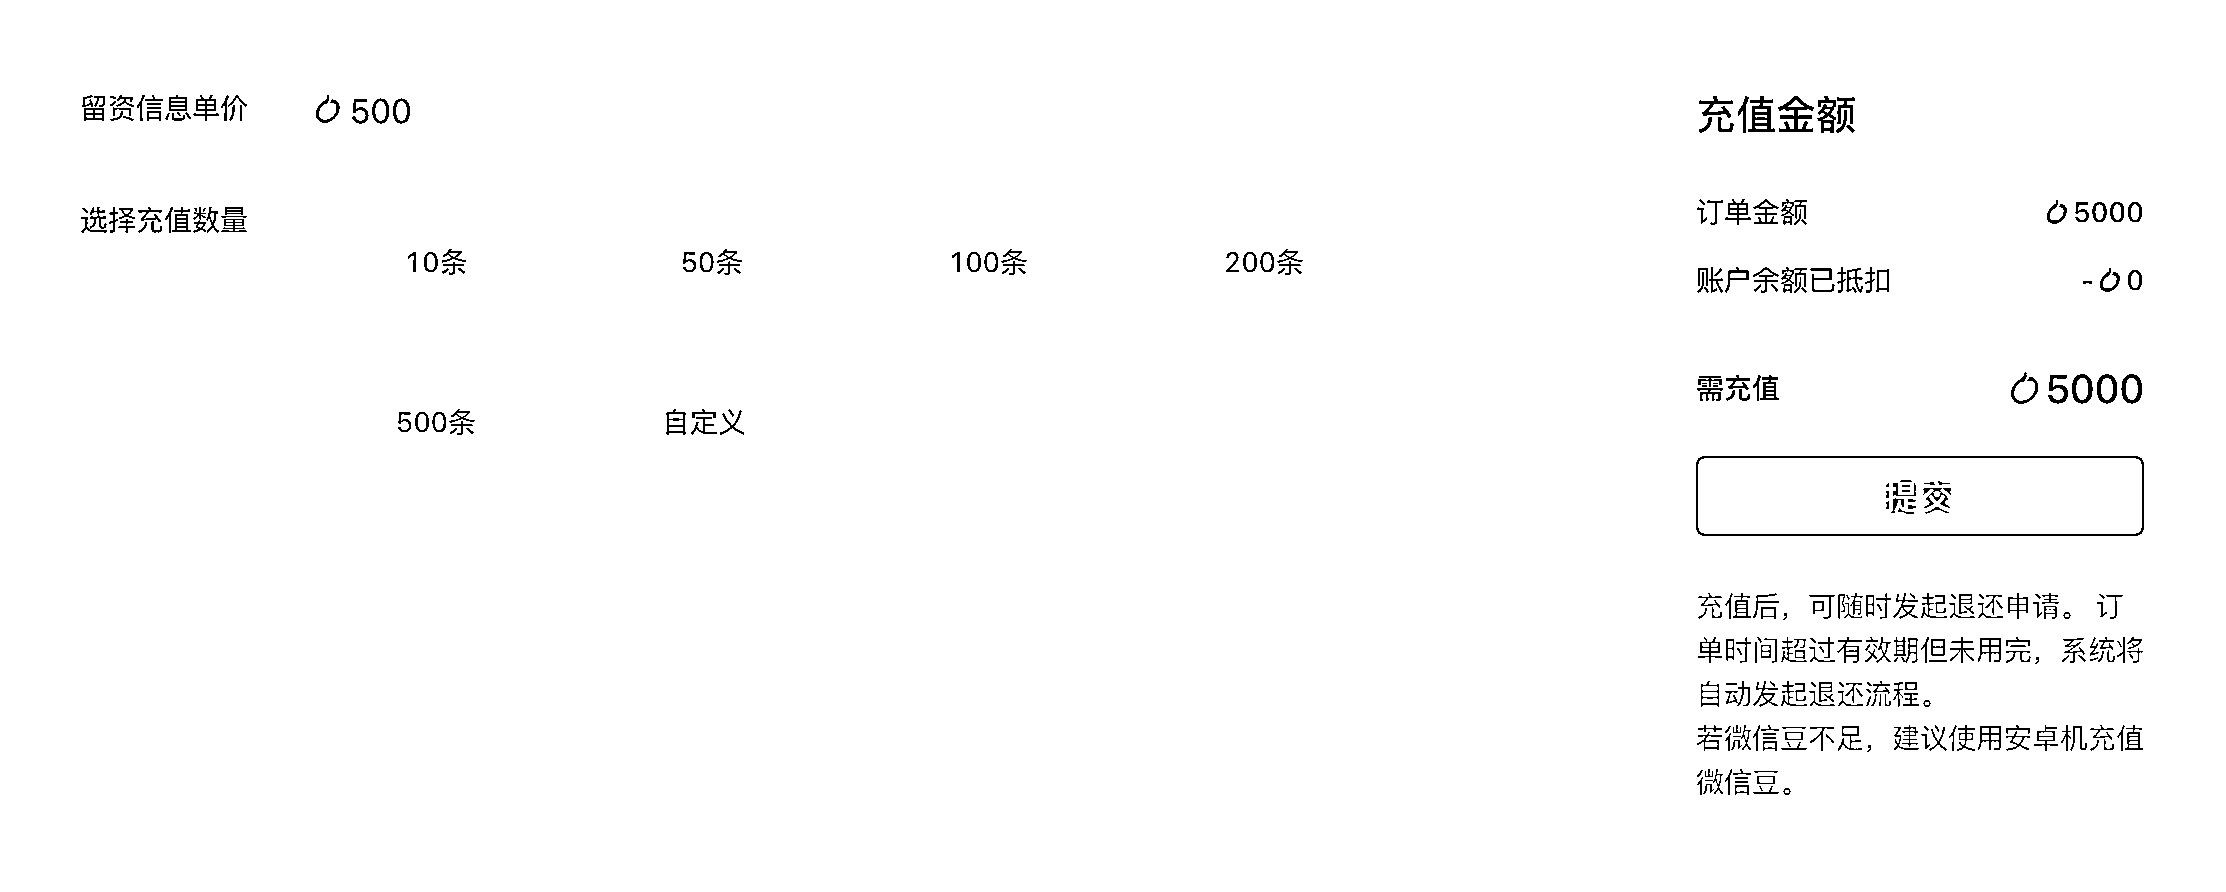 留资信息单价 500
选择充值数量
10条 50条 100条 200条
500条 自定义
充值金额
订单金额 5000
账户余额已抵扣 - 0
需充值 5000
提交
充值后，可随时发起退还申请。 订
单时间超过有效期但未用完，系统将
自动发起退还流程。
若微信豆不足，建议使用安卓机充值
微信豆。